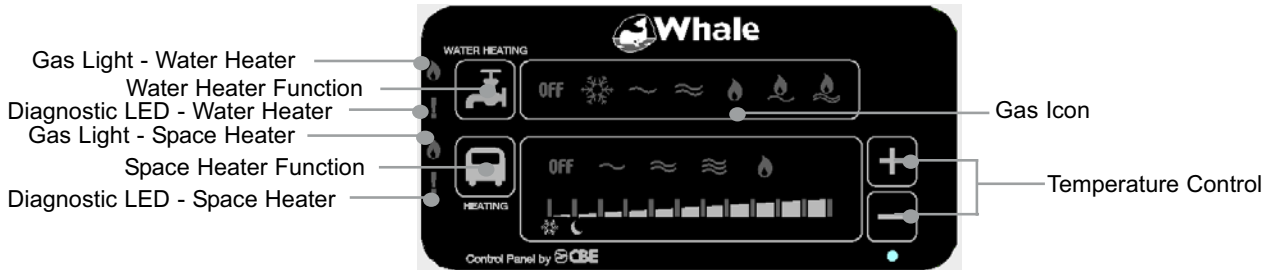 Whale
WATER HEATING
Gas Light - Water Heater
Water Heater Function
OFF
Diagnostic LED - Water Heater
Gas Icon
Gas Light - Space Heater
Space Heater Function
OFF
Temperature Control
Diagnostic LED - Space Heater
HEATING
Control Panel by CBE